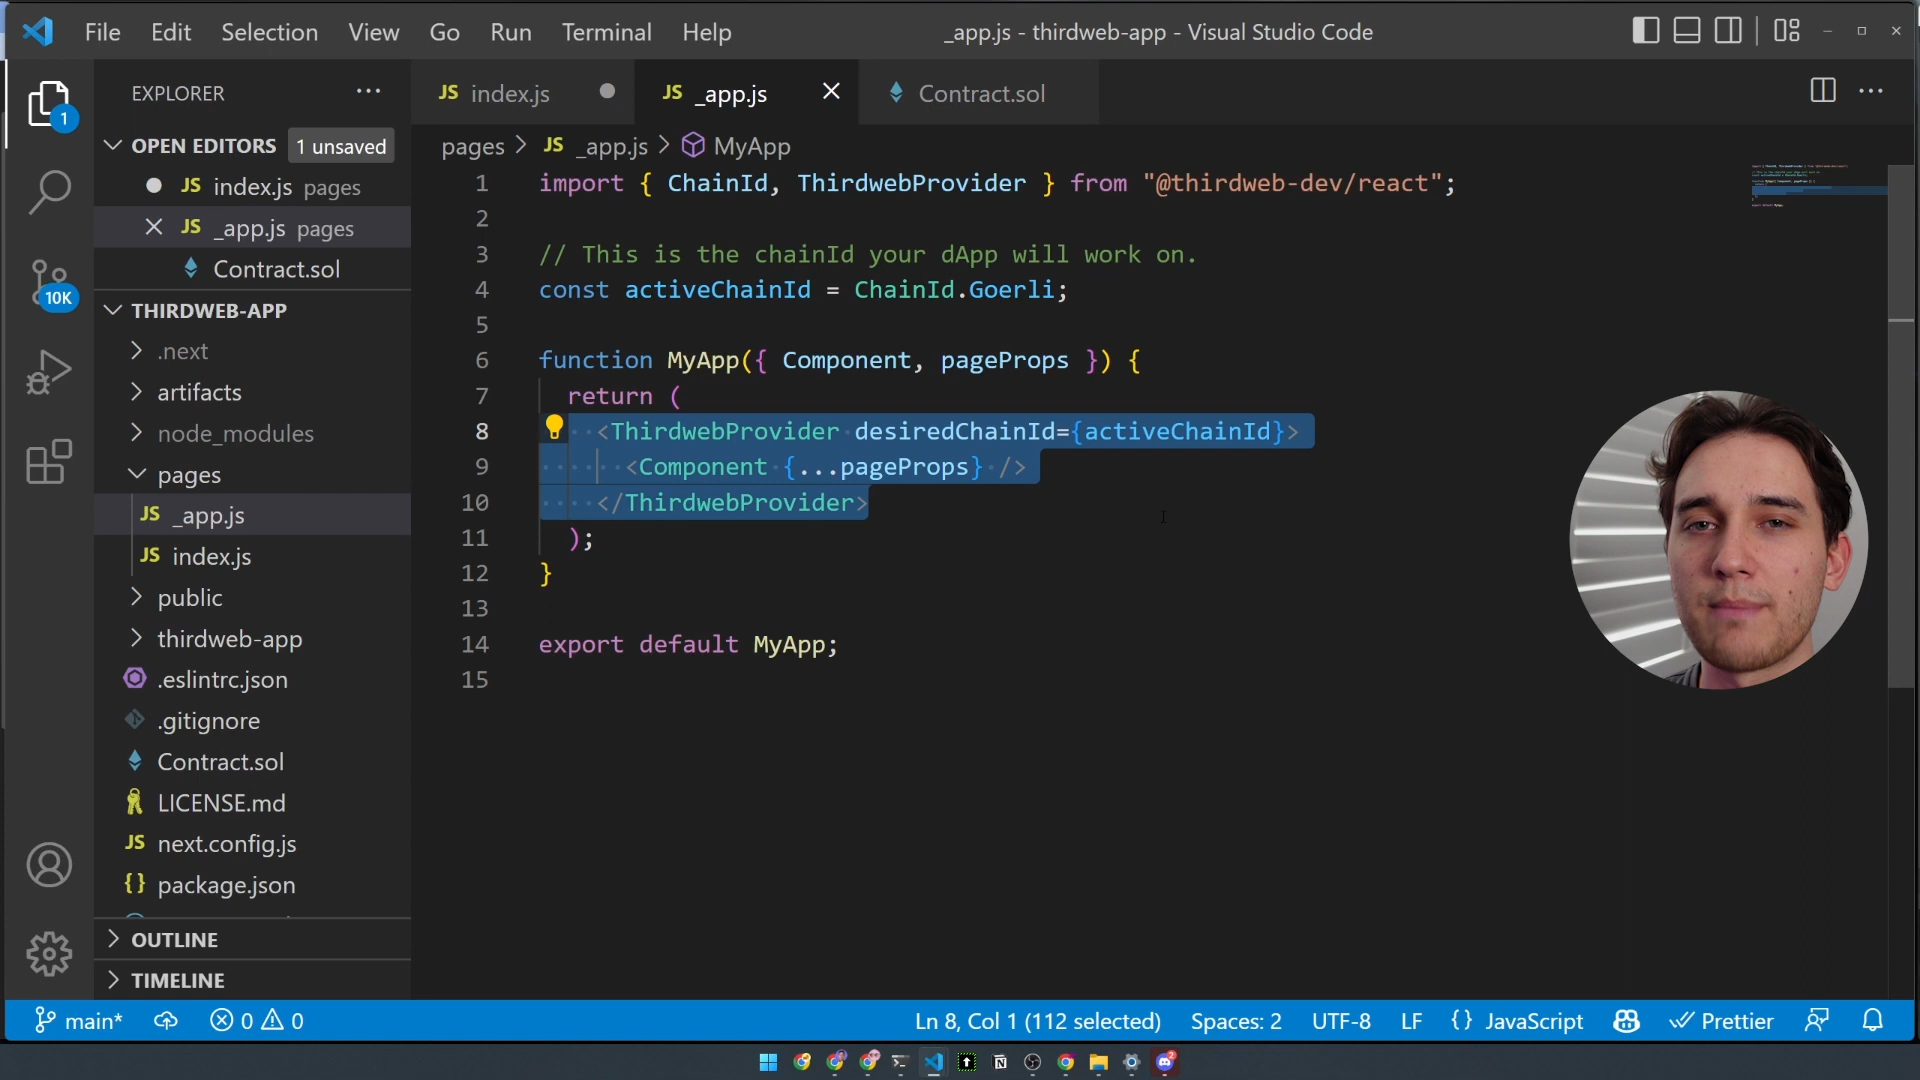 File Edit Selection View Go Run Terminal Help
_app.js - thirdweb-app - Visual Studio Code
EXPLORER
1
OPEN EDITORS 1 unsaved
JS index.js pages
JS _app.js pages
Contract.sol
10K
THIRDWEB-APP
.next
artifacts
node_modules
pages
JS _app.js
JS index.js
public
thirdweb-app
.eslintrc.json
.gitignore
Contract.sol
LICENSE.md
JS next.config.js
{} package.json
OUTLINE
TIMELINE
JS index.js
JS _app.js
Contract.sol
pages > JS _app.js > MyApp
1 import { ChainId, ThirdwebProvider } from "@thirdweb-dev/react";
2
3 // This is the chainId your dApp will work on.
4 const activeChainId = ChainId.Goerli;
5
6 function MyApp({ Component, pageProps }) {
7 return (
8 <ThirdwebProvider desiredChainId={activeChainId}>
9 <Component {...pageProps} />
10 </ThirdwebProvider>
11 );
12 }
13
14 export default MyApp;
15
main* 0 0
Ln 8, Col 1 (112 selected) Spaces: 2 UTF-8 LF {} JavaScript Prettier